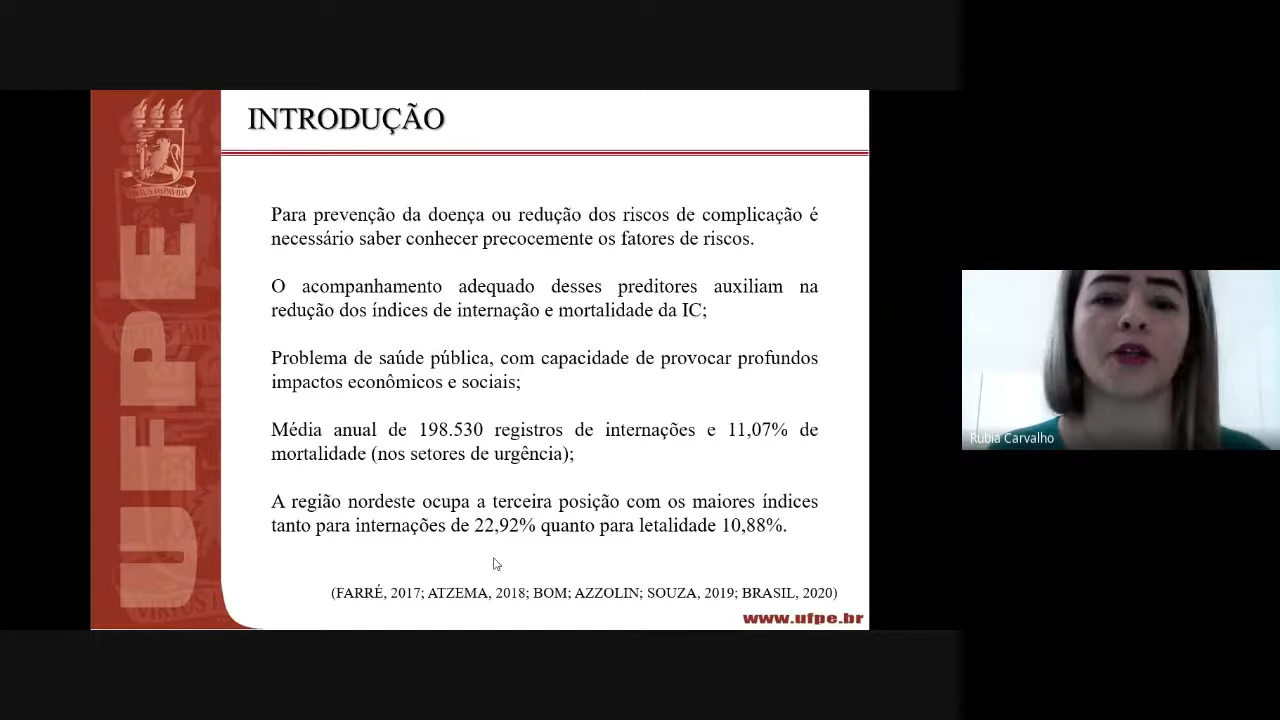 INTRODUÇÃO
Para prevenção da doença ou redução dos riscos de complicação é
necessário saber conhecer precocemente os fatores de riscos.
O acompanhamento adequado desses preditores auxiliam na
redução dos índices de internação e mortalidade da IC;
Problema de saúde pública, com capacidade de provocar profundos
impactos econômicos e sociais;
Média anual de 198.530 registros de internações e 11,07% de
mortalidade (nos setores de urgência);
A região nordeste ocupa a terceira posição com os maiores índices
tanto para internações de 22,92% quanto para letalidade 10,88%.
(FARRÉ, 2017; ATZEMA, 2018; BOM; AZZOLIN; SOUZA, 2019; BRASIL, 2020)
www.ufpe.br
UFPE
VIRTUS IMPAVIDA
Rubia Carvalho